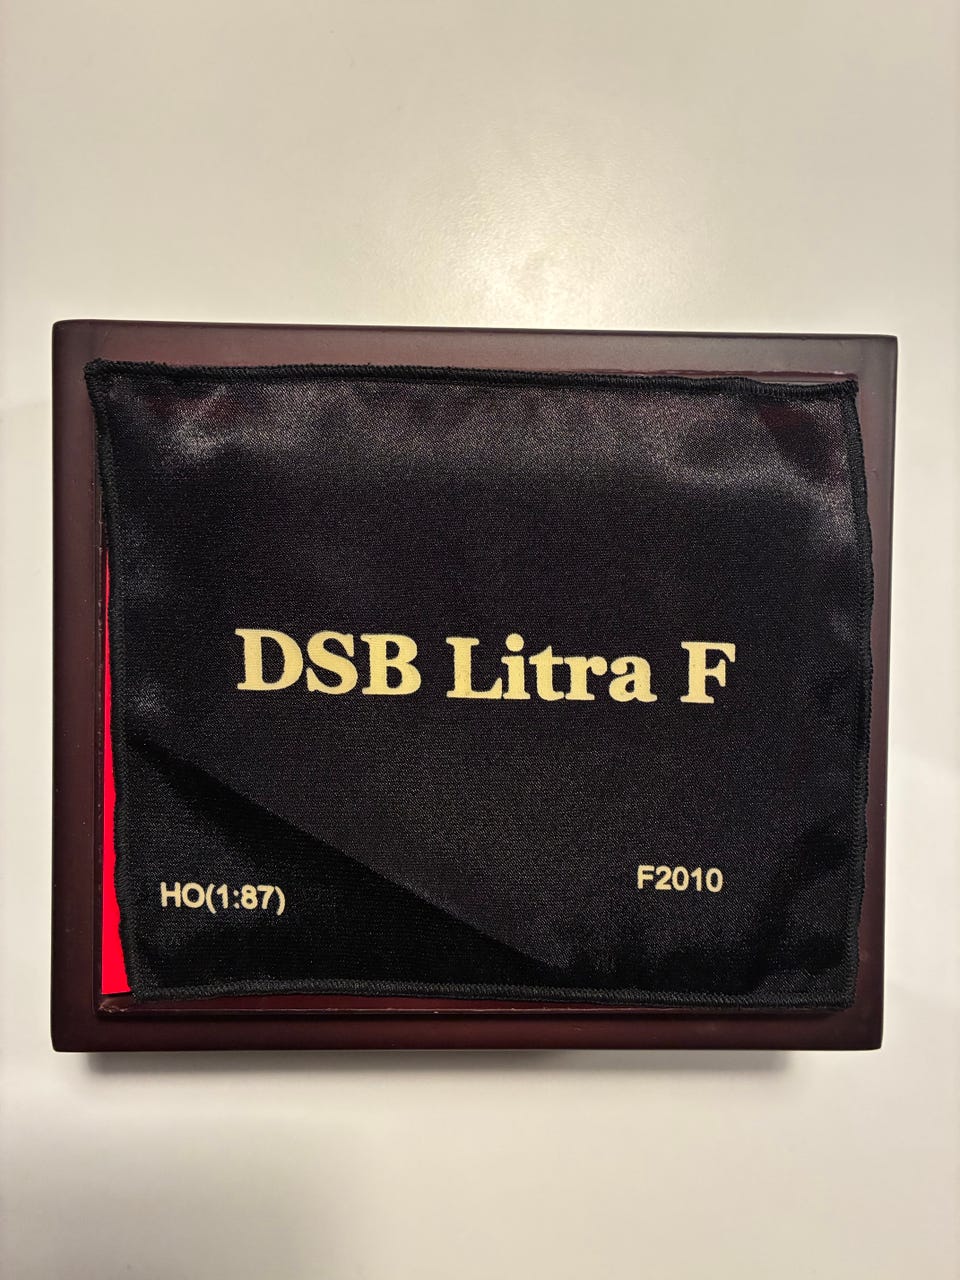 DSB Litra F
HO(1:87)
F2010